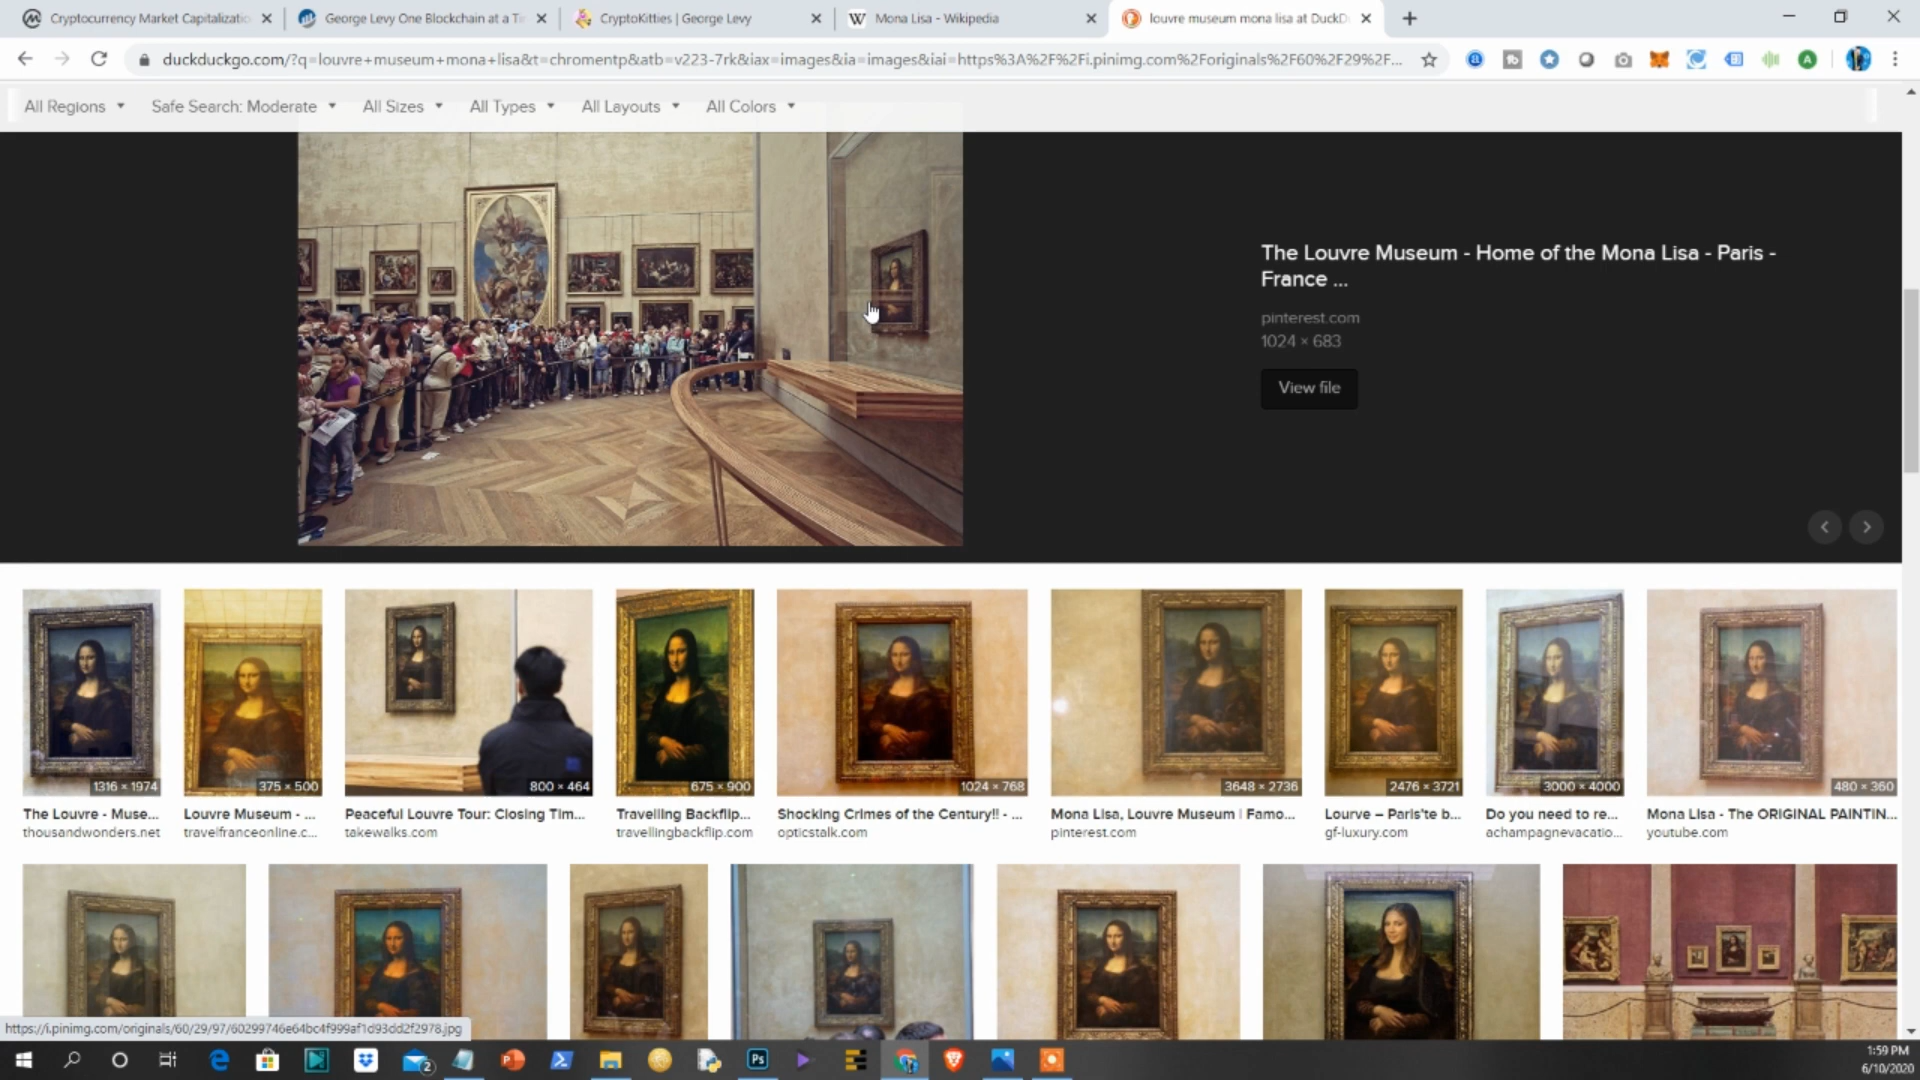 Cryptocurrency Market Capitalizatio
George Levy One Blockchain at a Ti
CryptoKitties | George Levy
Mona Lisa - Wikipedia
louvre museum mona lisa at DuckD
duckduckgo.com/?q=louvre+museum+mona+lisa&t=chromentp&atb=v223-7rk&iax=images&ia=images&iai=https%3A%2F%2Fi.pinimg.com%2Foriginals%2F60%2F29%2F...
All Regions
Safe Search: Moderate
All Sizes
All Types
All Layouts
All Colors
The Louvre Museum - Home of the Mona Lisa - Paris -
France ...
pinterest.com
1024 × 683
View file
1316 × 1974
375 × 500
800 × 464
675 × 900
1024 × 768
3648 × 2736
2476 × 3721
3000 × 4000
480 × 360
The Louvre - Muse...
Louvre Museum - ...
Peaceful Louvre Tour: Closing Tim...
Travelling Backflip...
Shocking Crimes of the Century!! - ...
Mona Lisa, Louvre Museum | Famo...
Lourve – Paris'te b...
Do you need to re...
Mona Lisa - The ORIGINAL PAINTIN...
thousandwonders.net
travelfranceonline.c...
takewalks.com
travellingbackflip.com
opticstalk.com
pinterest.com
gf-luxury.com
achampagnevacatio...
youtube.com
https://i.pinimg.com/originals/60/29/97/60299746e64bc4f999af1d93dd2f2978.jpg
2
Ps
1:59 PM
6/10/2020